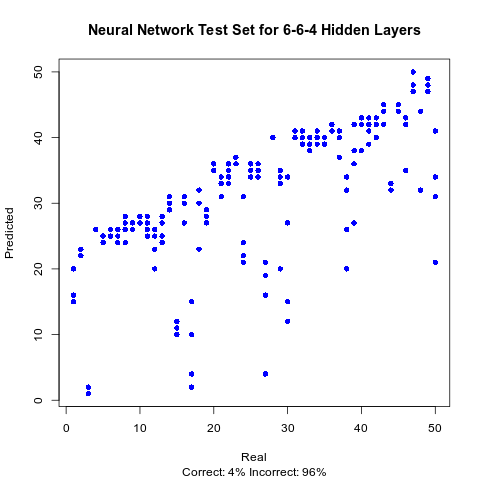 Neural Network Test Set for 6-6-4 Hidden Layers
Predicted
50
40
30
20
10
0
0 10 20 30 40 50
Real
Correct: 4% Incorrect: 96%